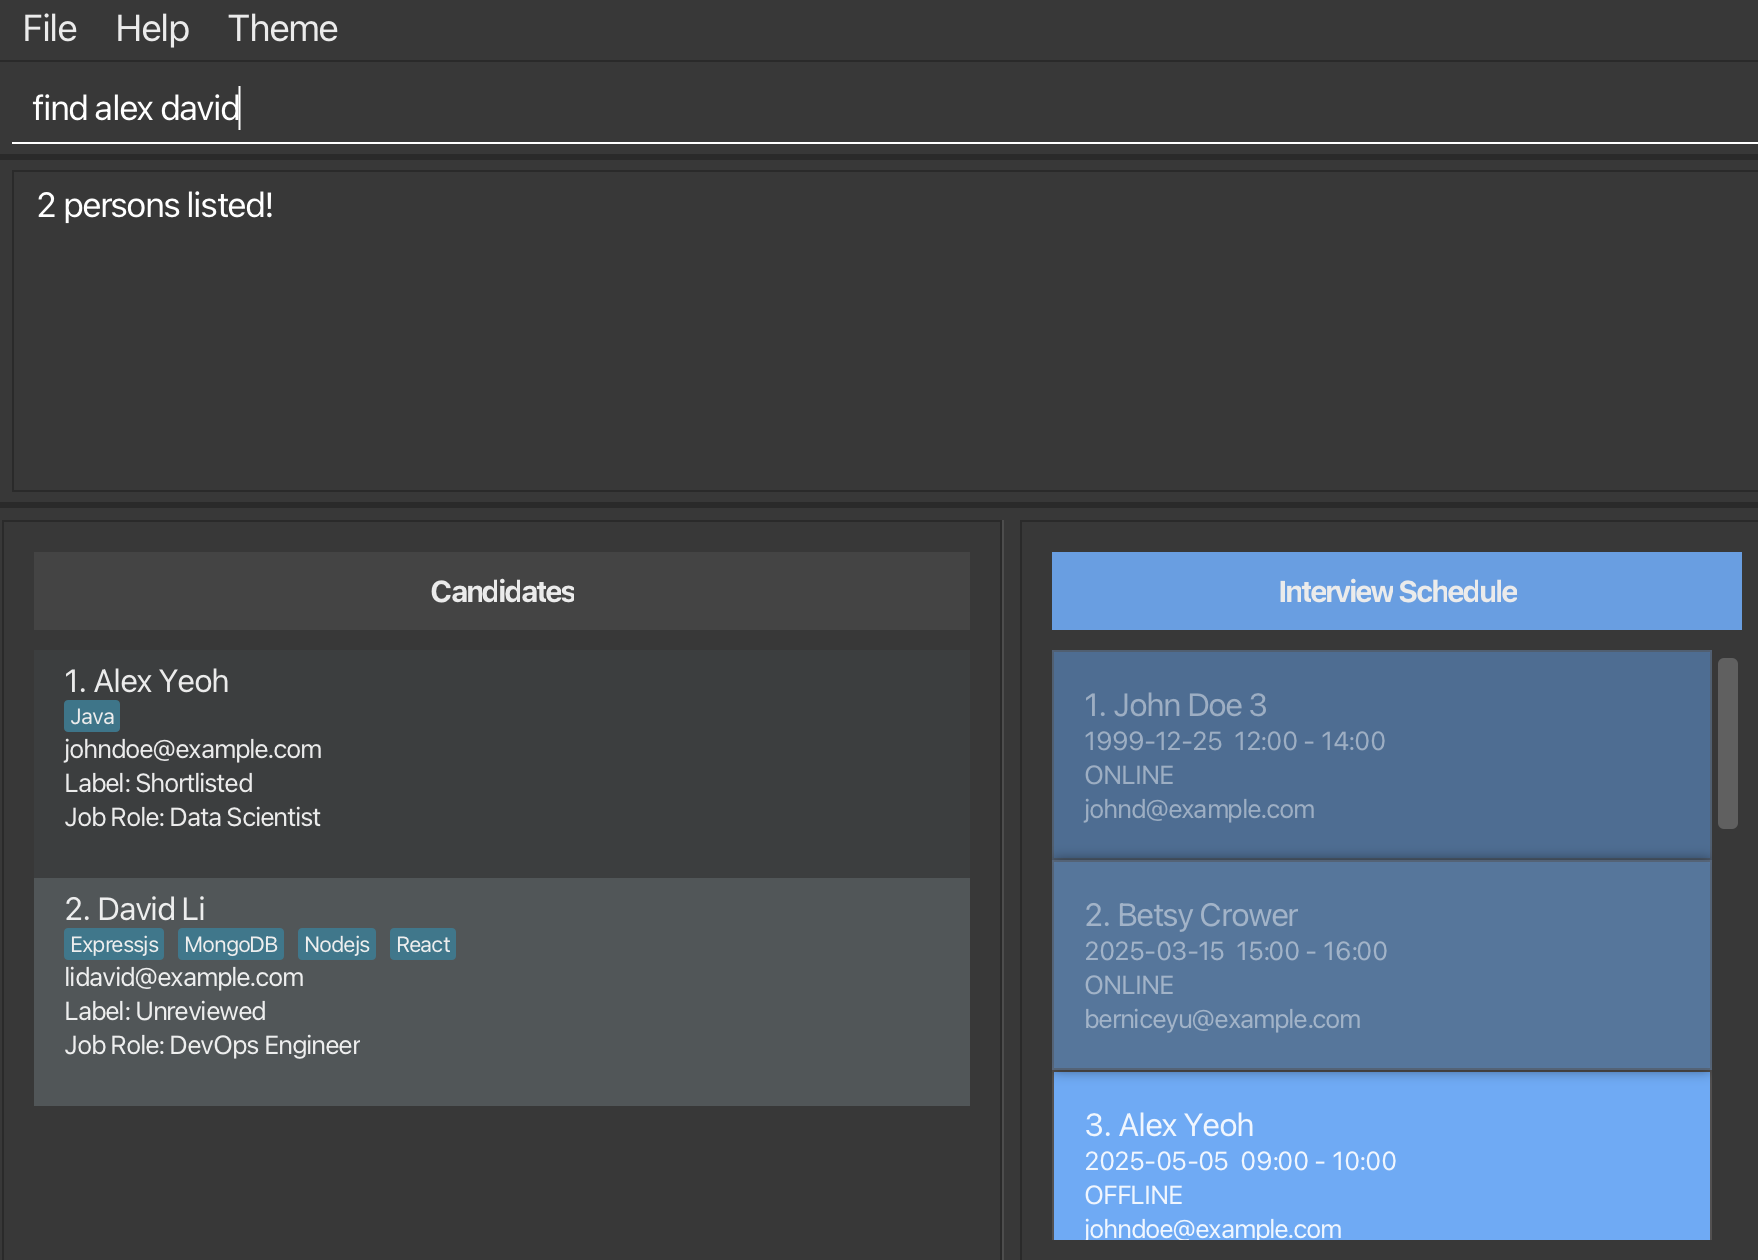 File Help Theme
find alex david
2 persons listed!
Candidates
1. Alex Yeoh
Java
johndoe@example.com
Label: Shortlisted
Job Role: Data Scientist
2. David Li
Expressjs MongoDB Nodejs React
lidavid@example.com
Label: Unreviewed
Job Role: DevOps Engineer
Interview Schedule
1. John Doe 3
1999-12-25 12:00 - 14:00
ONLINE
johnd@example.com
2. Betsy Crower
2025-03-15 15:00 - 16:00
ONLINE
berniceyu@example.com
3. Alex Yeoh
2025-05-05 09:00 - 10:00
OFFLINE
johndoe@example.com